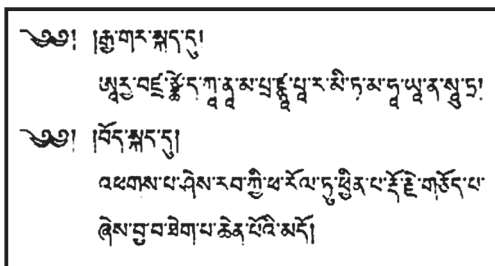 ༄༅། །རྒྱ་གར་སྐད་དུ།
ཨཱརྱ་བཛྲ་ཙྪེད་ཀཱ་ནཱ་མ་པྲ་ཛྙཱ་པཱ་ར་མི་ཏ་མ་ཧཱ་ཡཱ་ན་སཱུ་ཏྲ།
༄༅། །བོད་སྐད་དུ།
འཕགས་པ་ཤེས་རབ་ཀྱི་ཕ་རོལ་ཏུ་ཕྱིན་པ་རྡོ་རྗེ་གཅོད་པ་
ཞེས་བྱ་བ་ཐེག་པ་ཆེན་པོའི་མདོ།